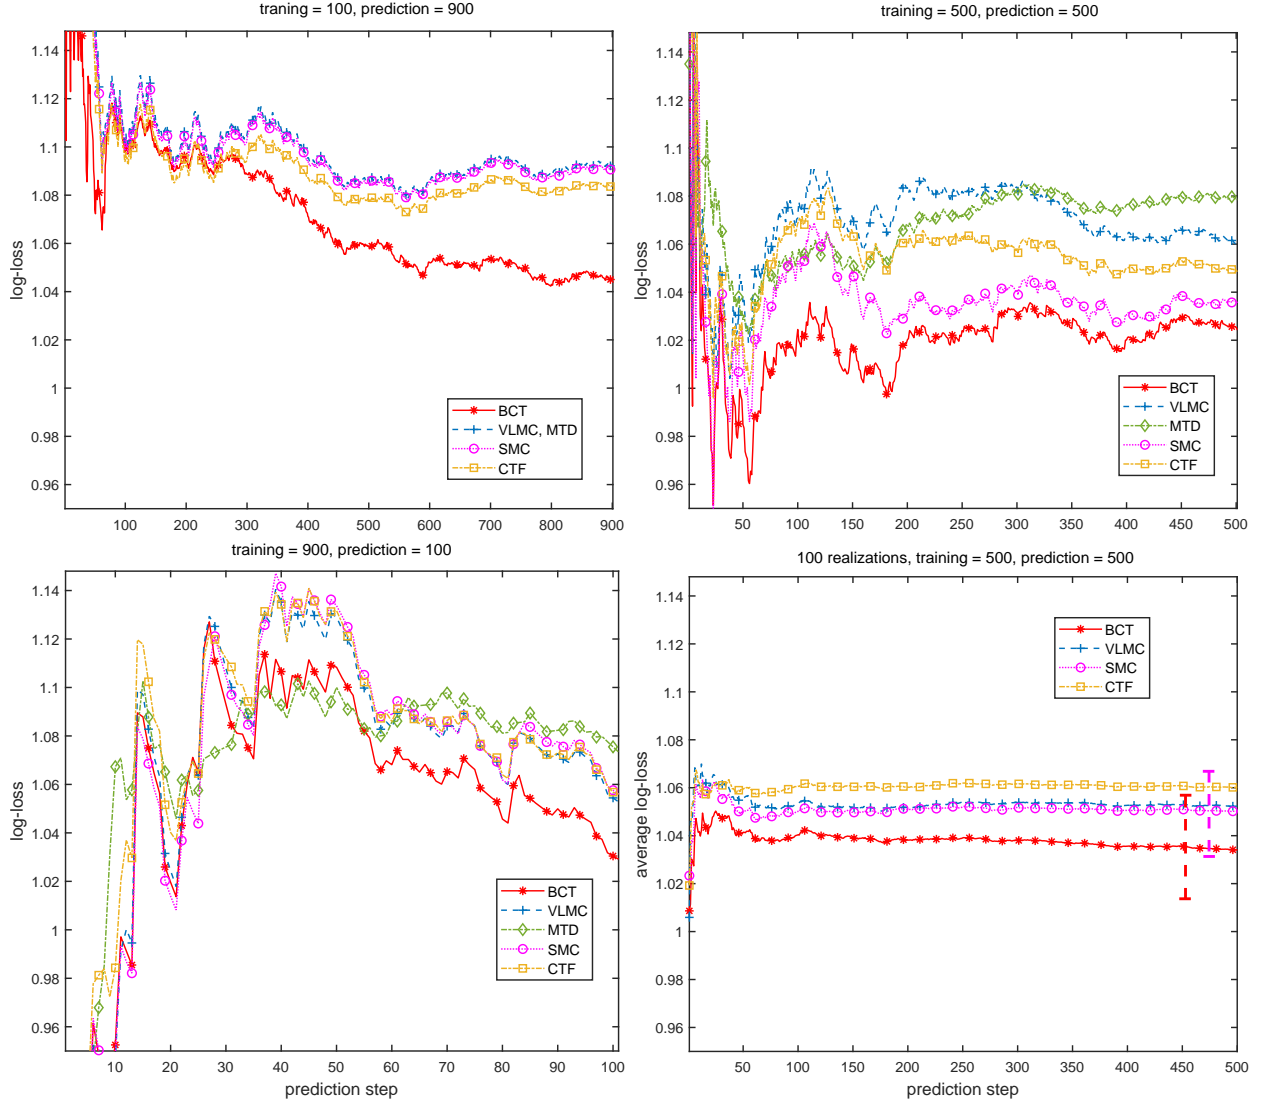 traning = 100, prediction = 900
1.14
1.12
1.1
1.08
1.06
1.04
1.02
1
0.98
0.96
log-loss
100 200 300 400 500 600 700 800 900
BCT
VLMC, MTD
SMC
CTF
training = 500, prediction = 500
1.14
1.12
1.1
1.08
1.06
1.04
1.02
1
0.98
0.96
log-loss
50 100 150 200 250 300 350 400 450 500
BCT
VLMC
MTD
SMC
CTF
training = 900, prediction = 100
1.14
1.12
1.1
1.08
1.06
1.04
1.02
1
0.98
0.96
log-loss
10 20 30 40 50 60 70 80 90 100
prediction step
BCT
VLMC
MTD
SMC
CTF
100 realizations, training = 500, prediction = 500
1.14
1.12
1.1
1.08
1.06
1.04
1.02
1
0.98
0.96
average log-loss
50 100 150 200 250 300 350 400 450 500
prediction step
BCT
VLMC
SMC
CTF